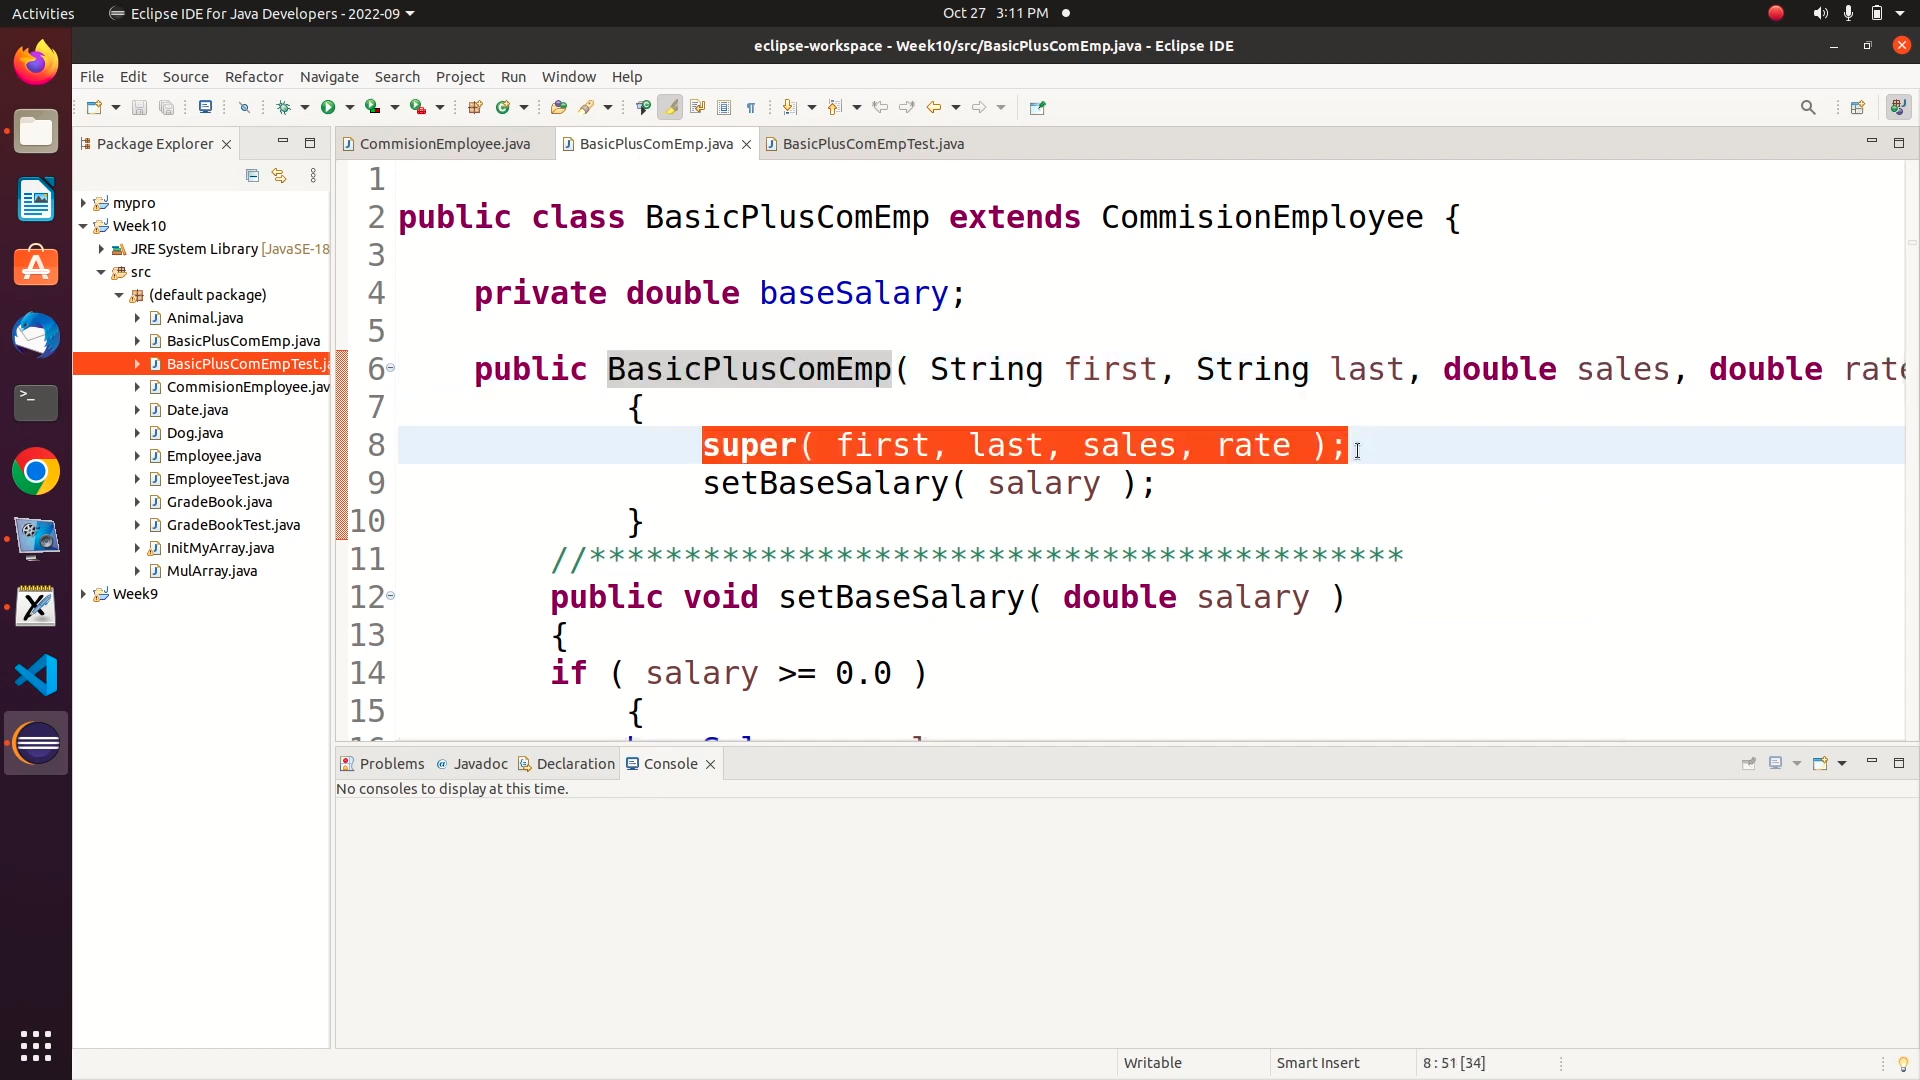 Activities
Eclipse IDE for Java Developers - 2022-09
Oct 27 3:11 PM
eclipse-workspace - Week10/src/BasicPlusComEmp.java - Eclipse IDE
File Edit Source Refactor Navigate Search Project Run Window Help
Package Explorer
CommisionEmployee.java
BasicPlusComEmp.java
BasicPlusComEmpTest.java
mypro
Week10
JRE System Library [JavaSE-18
src
(default package)
Animal.java
BasicPlusComEmp.java
BasicPlusComEmpTest.ja
CommisionEmployee.jav
Date.java
Dog.java
Employee.java
EmployeeTest.java
GradeBook.java
GradeBookTest.java
InitMyArray.java
MulArray.java
Week9
1
2 public class BasicPlusComEmp extends CommisionEmployee {
3
4 private double baseSalary;
5
6 public BasicPlusComEmp( String first, String last, double sales, double rate
7 {
8 super( first, last, sales, rate );
9 setBaseSalary( salary );
10 }
11 //*******************************************
12 public void setBaseSalary( double salary )
13 {
14 if ( salary >= 0.0 )
15 {
Problems Javadoc Declaration Console
No consoles to display at this time.
Writable Smart Insert 8 : 51 [34]